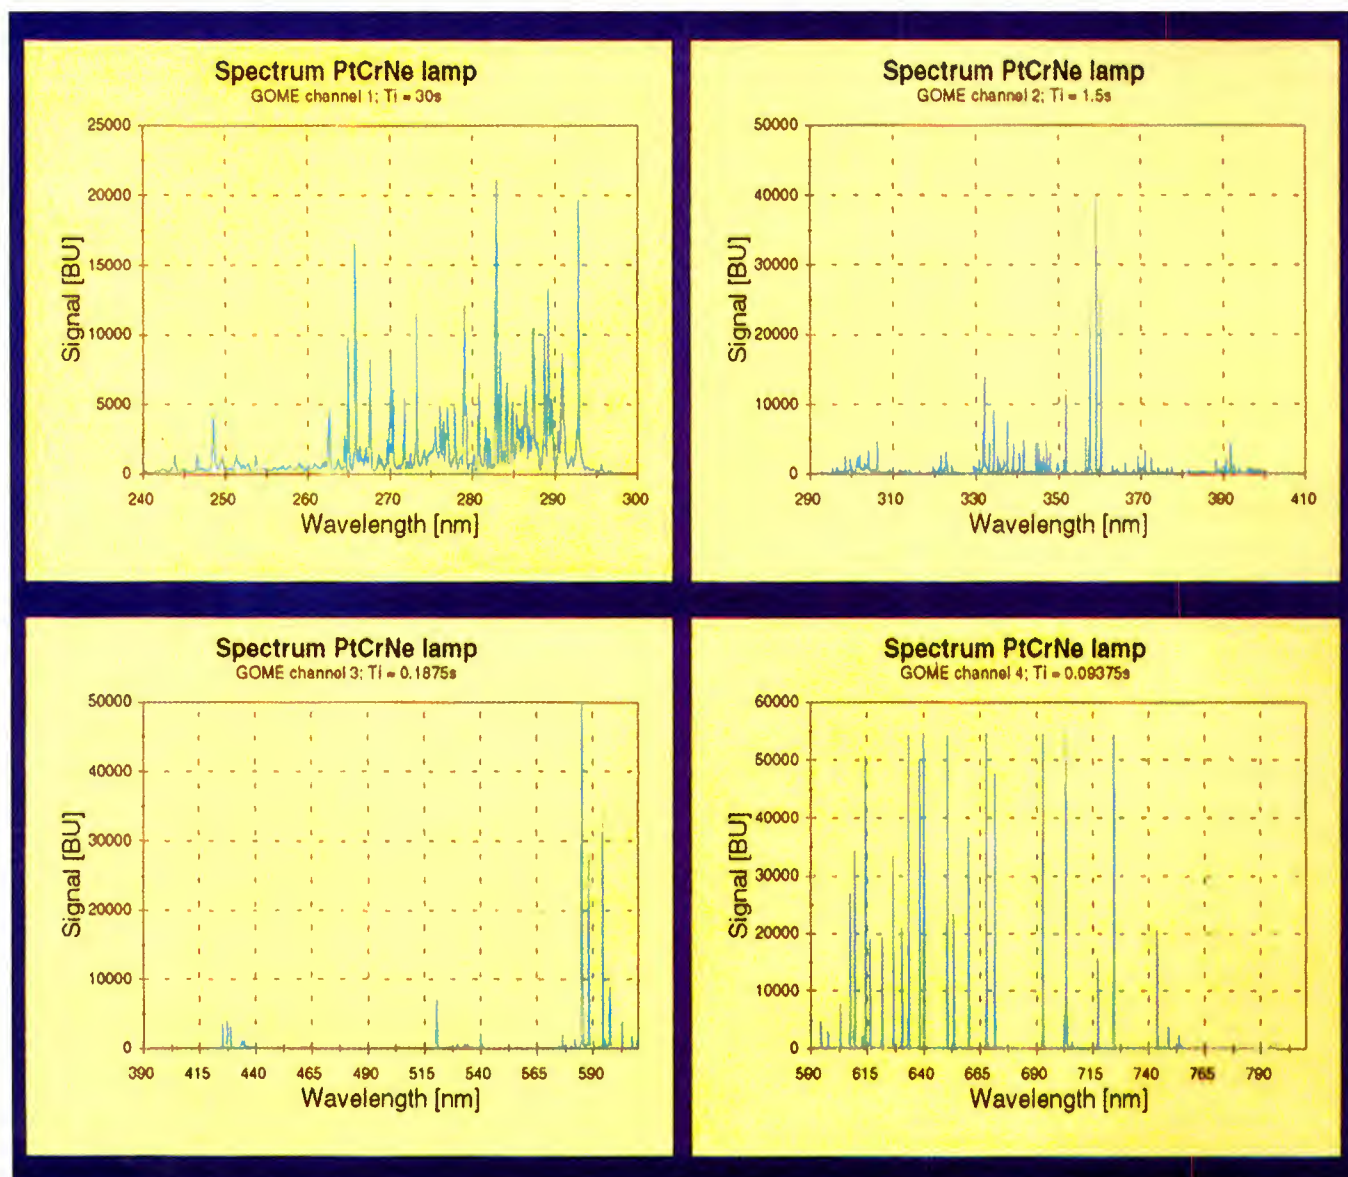 Spectrum PtCrNe lamp
GOME channel 1; Ti = 30s
25000
20000
15000
10000
5000
0
Signal [BU]
240 250 260 270 280 290 300
Wavelength [nm]
Spectrum PtCrNe lamp
GOME channel 2; Ti = 1.5s
50000
40000
30000
20000
10000
0
Signal [BU]
290 310 330 350 370 390 410
Wavelength [nm]
Spectrum PtCrNe lamp
GOME channel 3; Ti = 0.1875s
50000
40000
30000
20000
10000
0
Signal [BU]
390 415 440 465 490 515 540 565 590
Wavelength [nm]
Spectrum PtCrNe lamp
GOME channel 4; Ti = 0.09375s
60000
50000
40000
30000
20000
10000
0
Signal [BU]
590 615 640 665 690 715 740 765 790
Wavelength [nm]